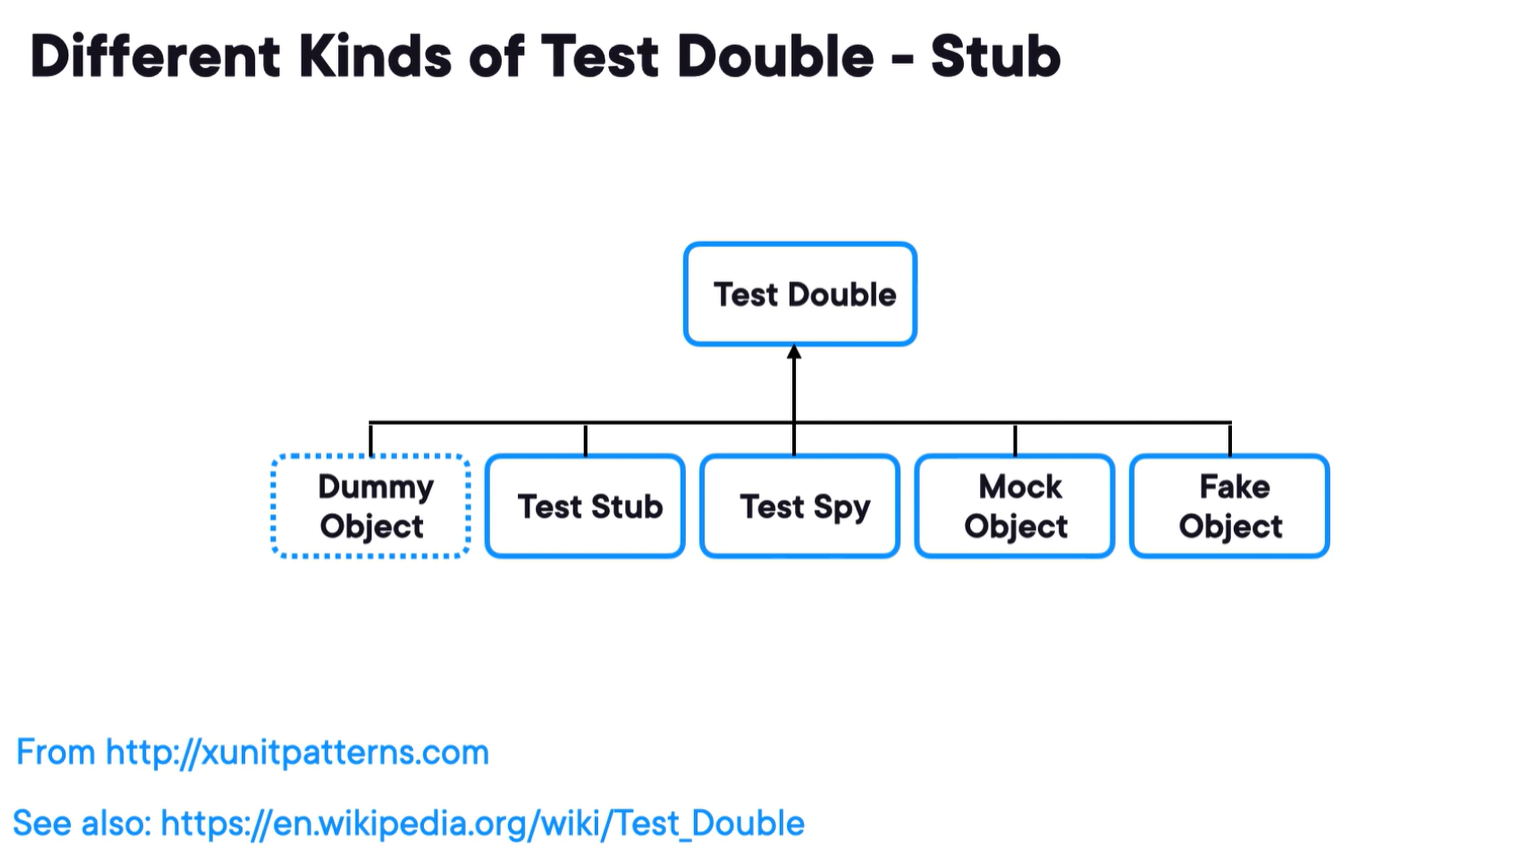 Different Kinds of Test Double - Stub
Test Double
Dummy
Object
Test Stub
Test Spy
Mock
Object
Fake
Object
From http://xunitpatterns.com
See also: https://en.wikipedia.org/wiki/Test_Double